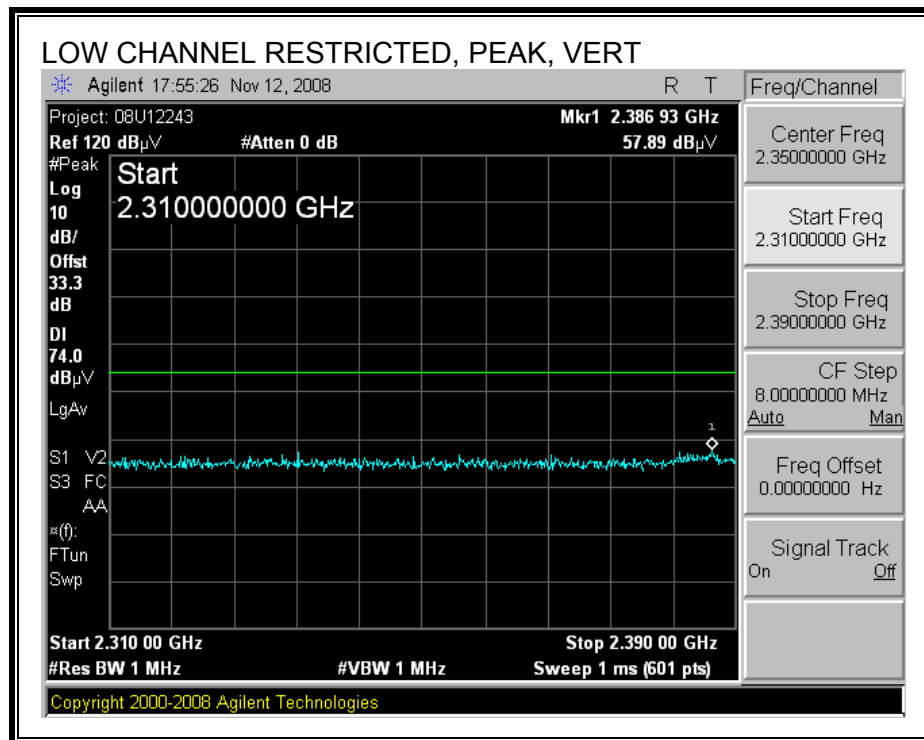 LOW CHANNEL RESTRICTED, PEAK, VERT
Agilent 17:55:26 Nov 12, 2008 R T
Freq/Channel
Project: 08U12243 Mkr1 2.386 93 GHz
Ref 120 dBµV #Atten 0 dB 57.89 dBµV
#Peak
Log
10
dB/
Offst
33.3
dB
DI
74.0
dBµV
LgAv
S1 V2
S3 FC
AA
¤(f):
FTun
Swp
Start
2.310000000 GHz
1
Start 2.310 00 GHz Stop 2.390 00 GHz
#Res BW 1 MHz #VBW 1 MHz Sweep 1 ms (601 pts)
Center Freq
2.35000000 GHz
Start Freq
2.31000000 GHz
Stop Freq
2.39000000 GHz
CF Step
8.00000000 MHz
Auto Man
Freq Offset
0.00000000 Hz
Signal Track
On Off
Copyright 2000-2008 Agilent Technologies